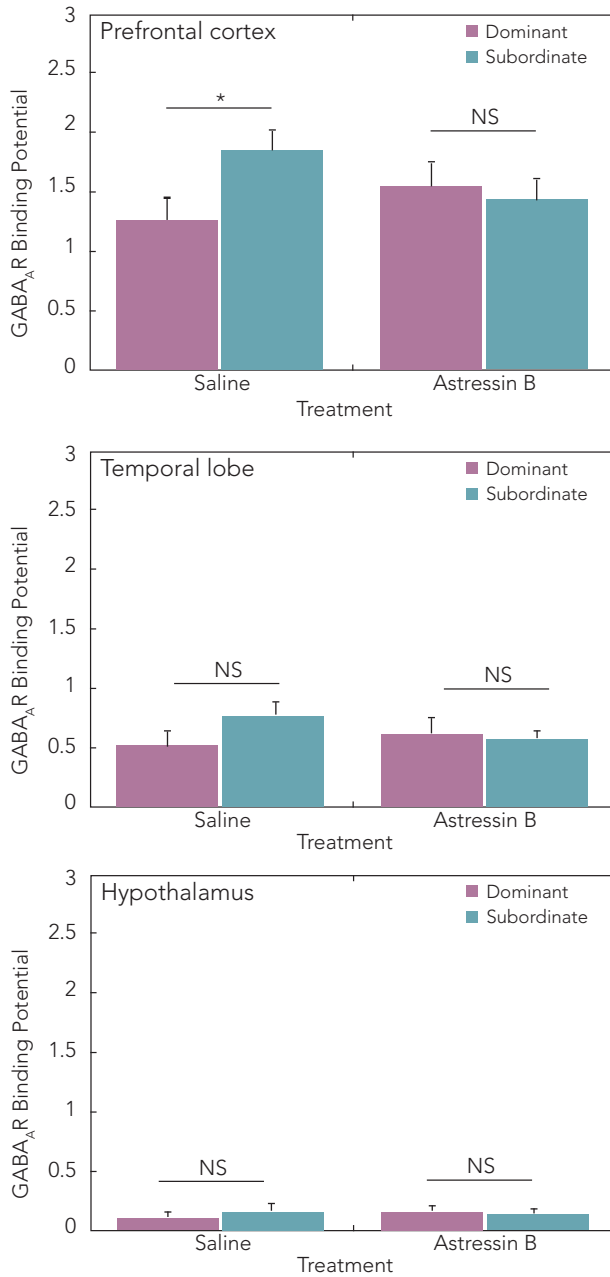 Prefrontal cortex
Dominant
Subordinate
GABA_AR Binding Potential
3
2.5
2
1.5
1
0.5
0
*
NS
Saline
Astressin B
Treatment
Temporal lobe
Dominant
Subordinate
GABA_AR Binding Potential
3
2.5
2
1.5
1
0.5
0
NS
NS
Saline
Astressin B
Treatment
Hypothalamus
Dominant
Subordinate
GABA_AR Binding Potential
3
2.5
2
1.5
1
0.5
0
NS
NS
Saline
Astressin B
Treatment